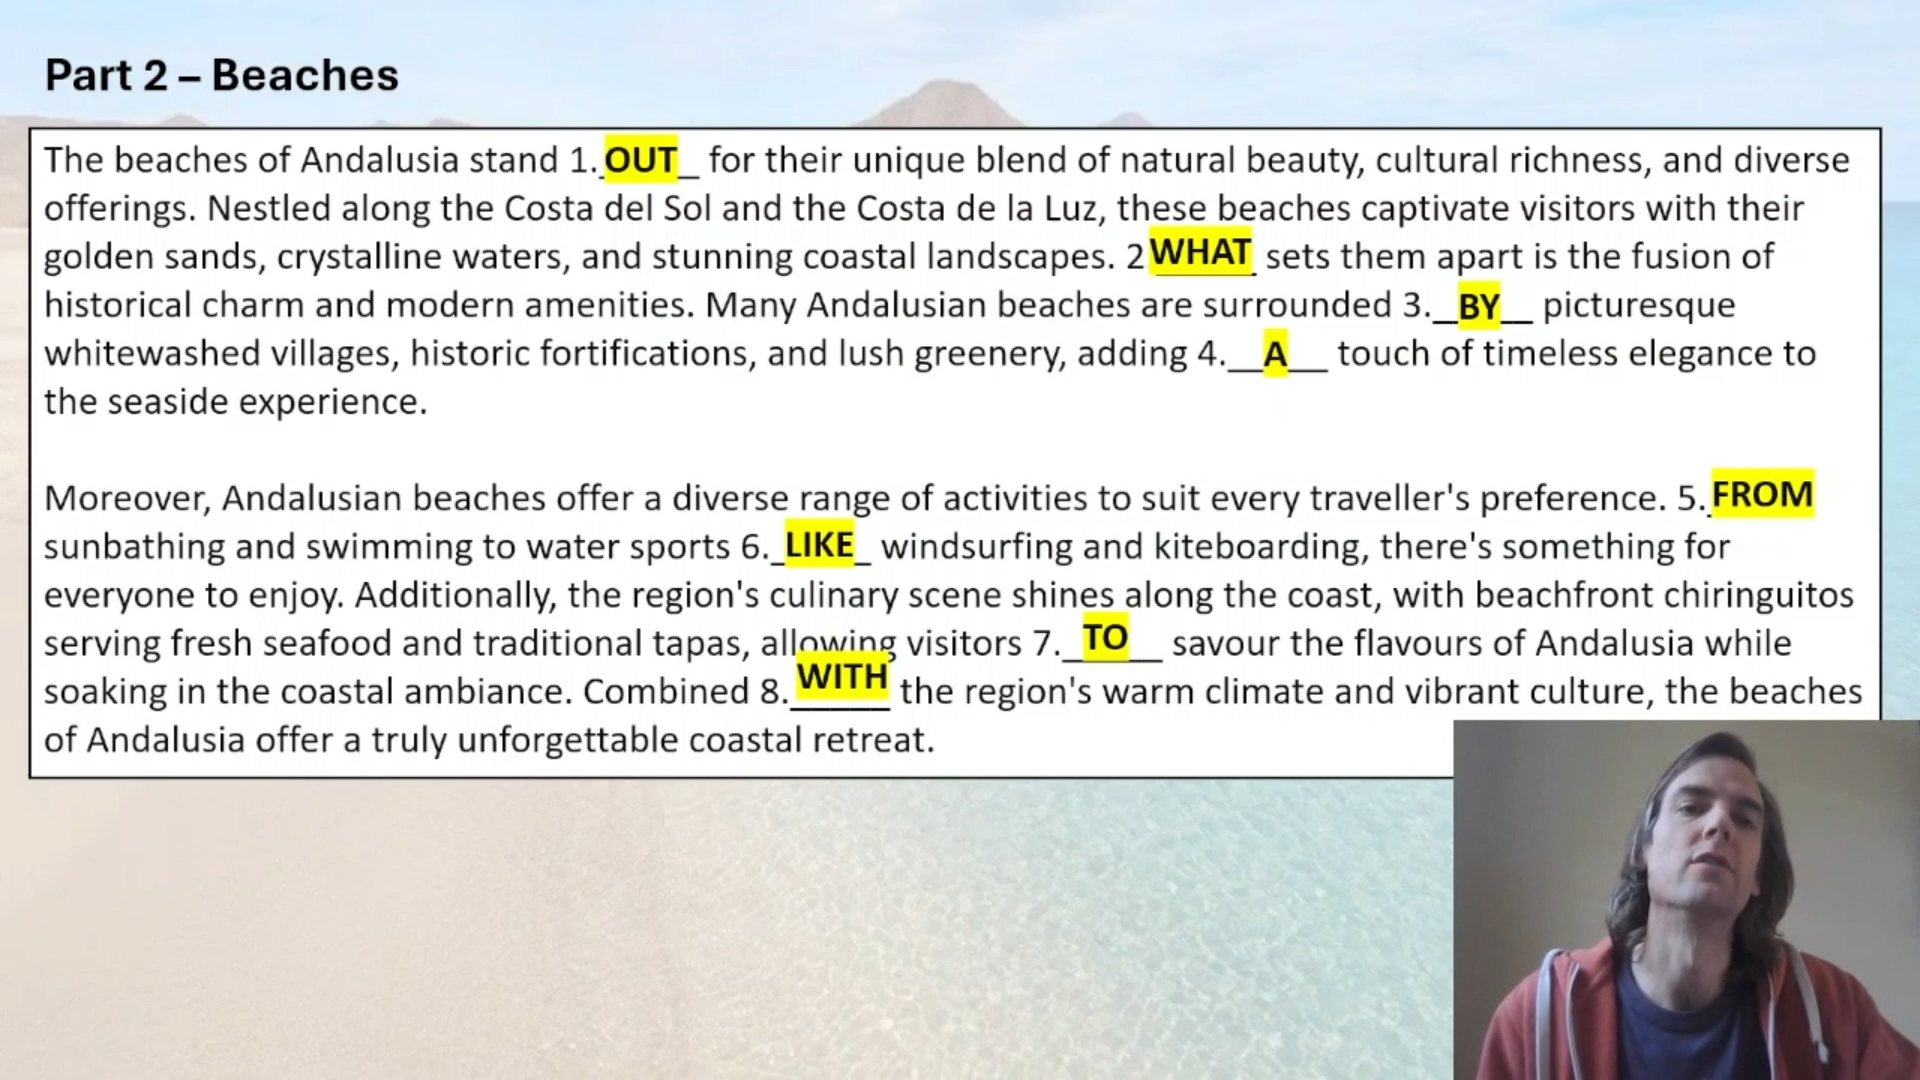 Part 2 – Beaches
The beaches of Andalusia stand 1._OUT_ for their unique blend of natural beauty, cultural richness, and diverse
offerings. Nestled along the Costa del Sol and the Costa de la Luz, these beaches captivate visitors with their
golden sands, crystalline waters, and stunning coastal landscapes. 2 WHAT sets them apart is the fusion of
historical charm and modern amenities. Many Andalusian beaches are surrounded 3.__BY__ picturesque
whitewashed villages, historic fortifications, and lush greenery, adding 4.__A__ touch of timeless elegance to
the seaside experience.
Moreover, Andalusian beaches offer a diverse range of activities to suit every traveller's preference. 5. FROM
sunbathing and swimming to water sports 6._LIKE_ windsurfing and kiteboarding, there's something for
everyone to enjoy. Additionally, the region's culinary scene shines along the coast, with beachfront chiringuitos
serving fresh seafood and traditional tapas, allowing visitors 7.__TO__ savour the flavours of Andalusia while
soaking in the coastal ambiance. Combined 8. WITH the region's warm climate and vibrant culture, the beaches
of Andalusia offer a truly unforgettable coastal retreat.